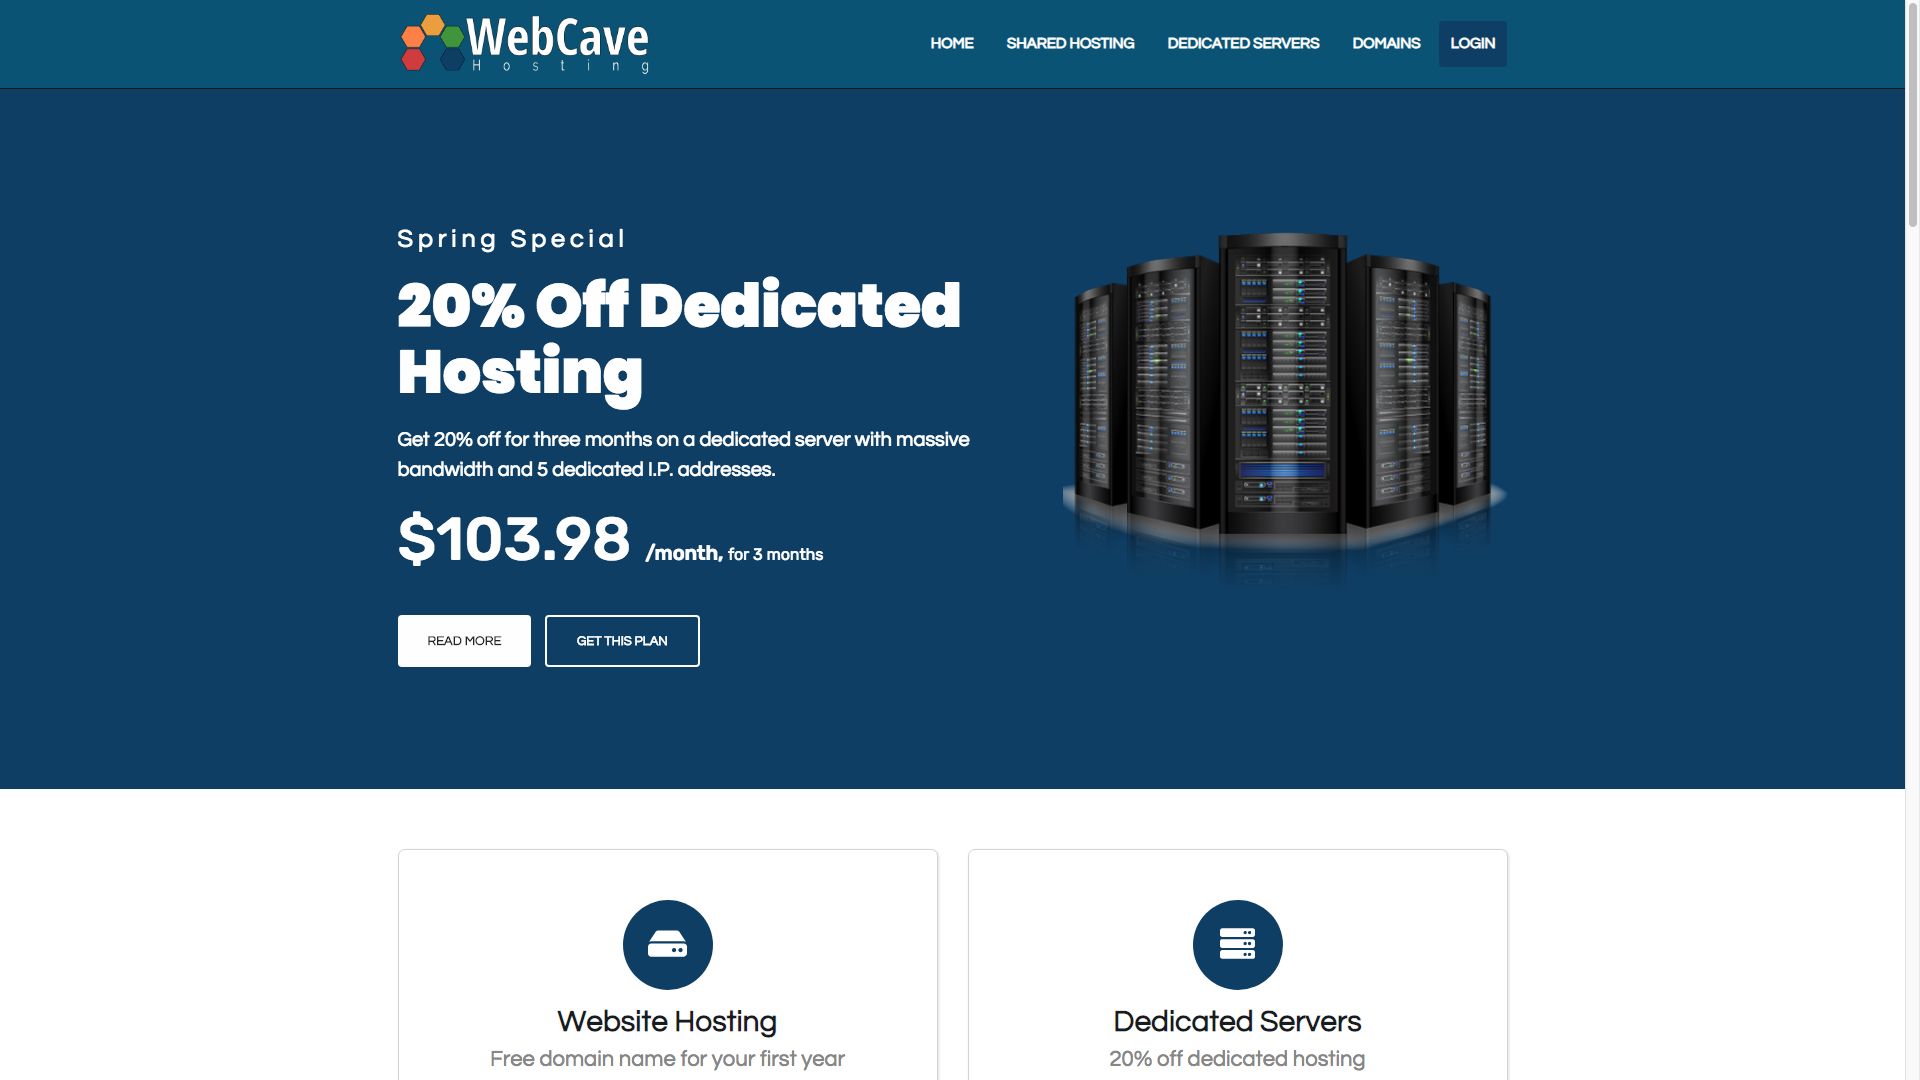 WebCave
Hosting
HOME
SHARED HOSTING
DEDICATED SERVERS
DOMAINS
LOGIN
Spring Special
20% Off Dedicated
Hosting
Get 20% off for three months on a dedicated server with massive
bandwidth and 5 dedicated I.P. addresses.
$103.98 /month, for 3 months
READ MORE
GET THIS PLAN
Website Hosting
Free domain name for your first year
Dedicated Servers
20% off dedicated hosting